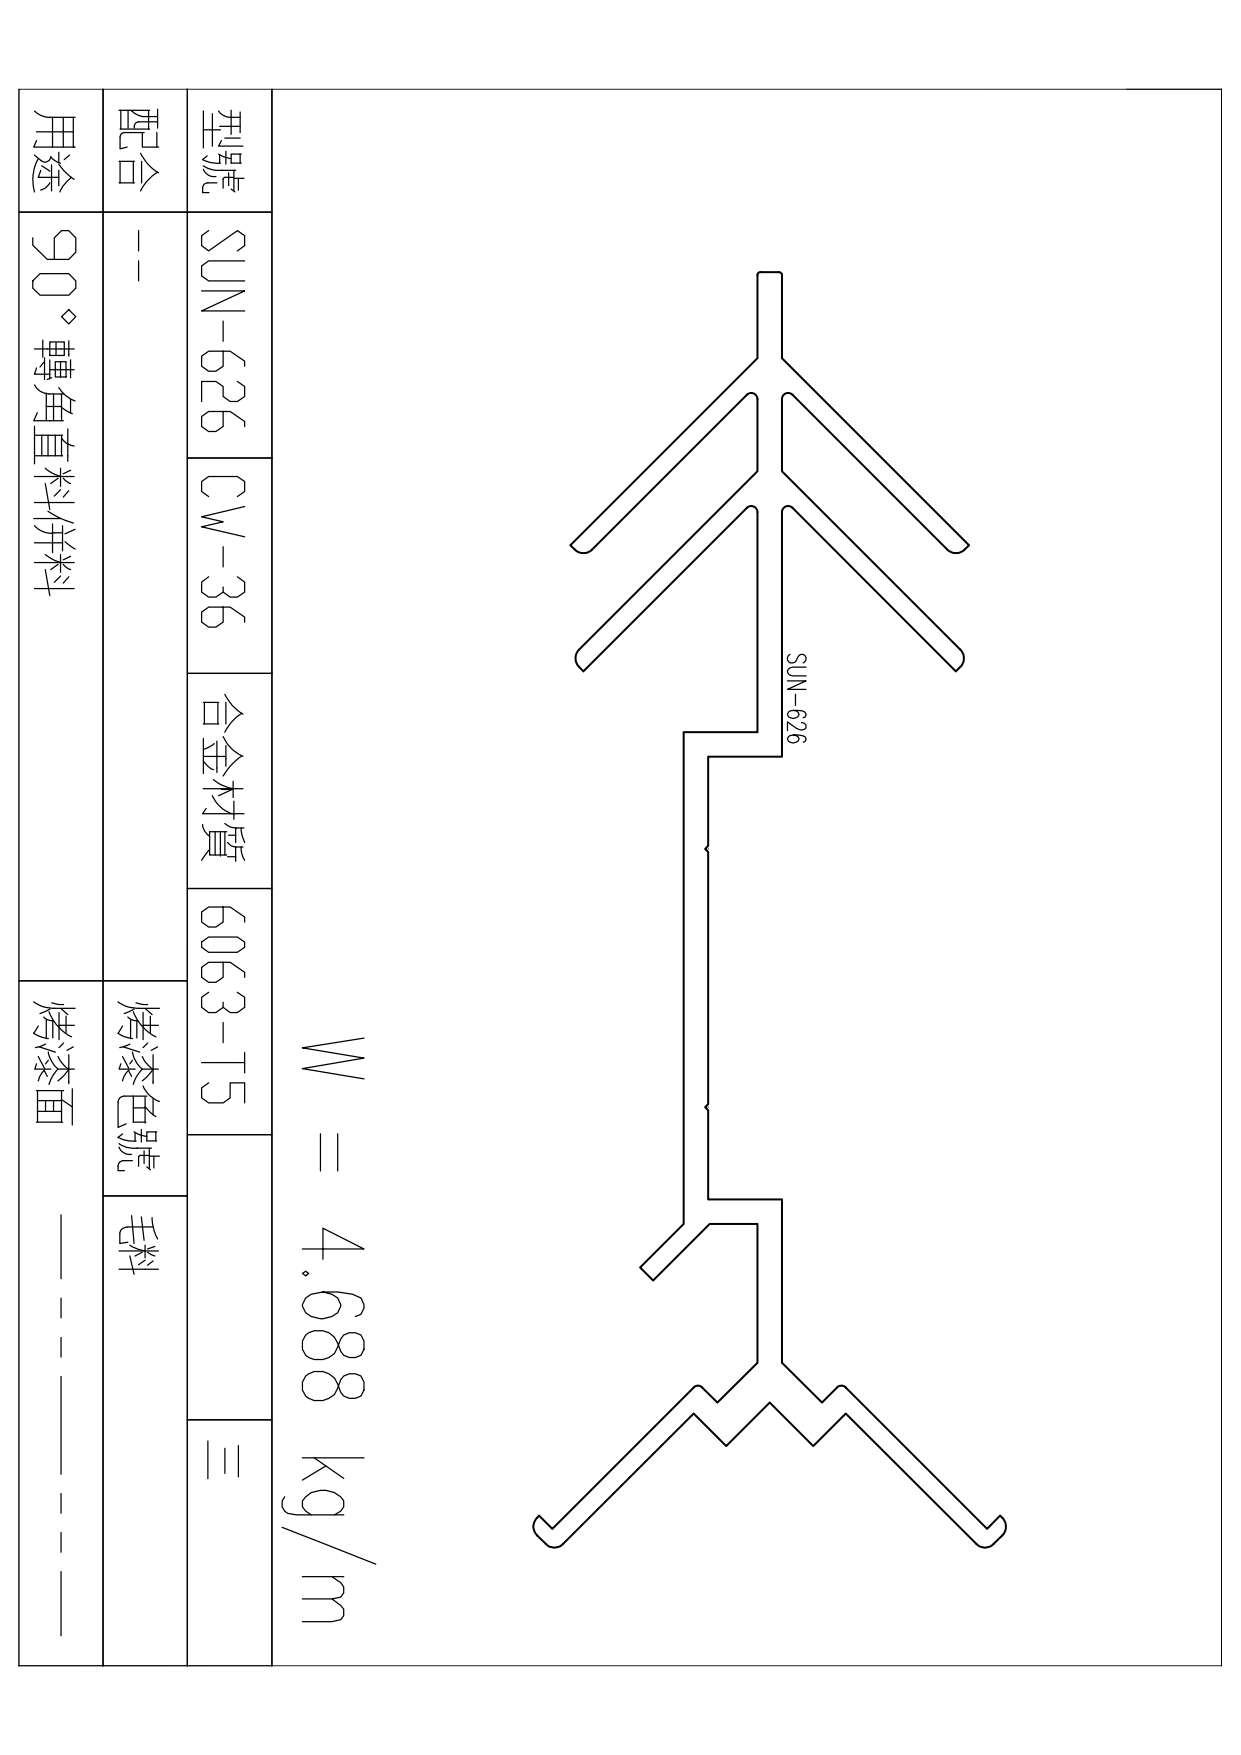 SUN-626
W = 4.688 kg/m
型號 SUN-626 CW-36 合金材質 6063-T5 三
配合 -- 烤漆色號 毛料
用途 90°轉角直料併料 烤漆面